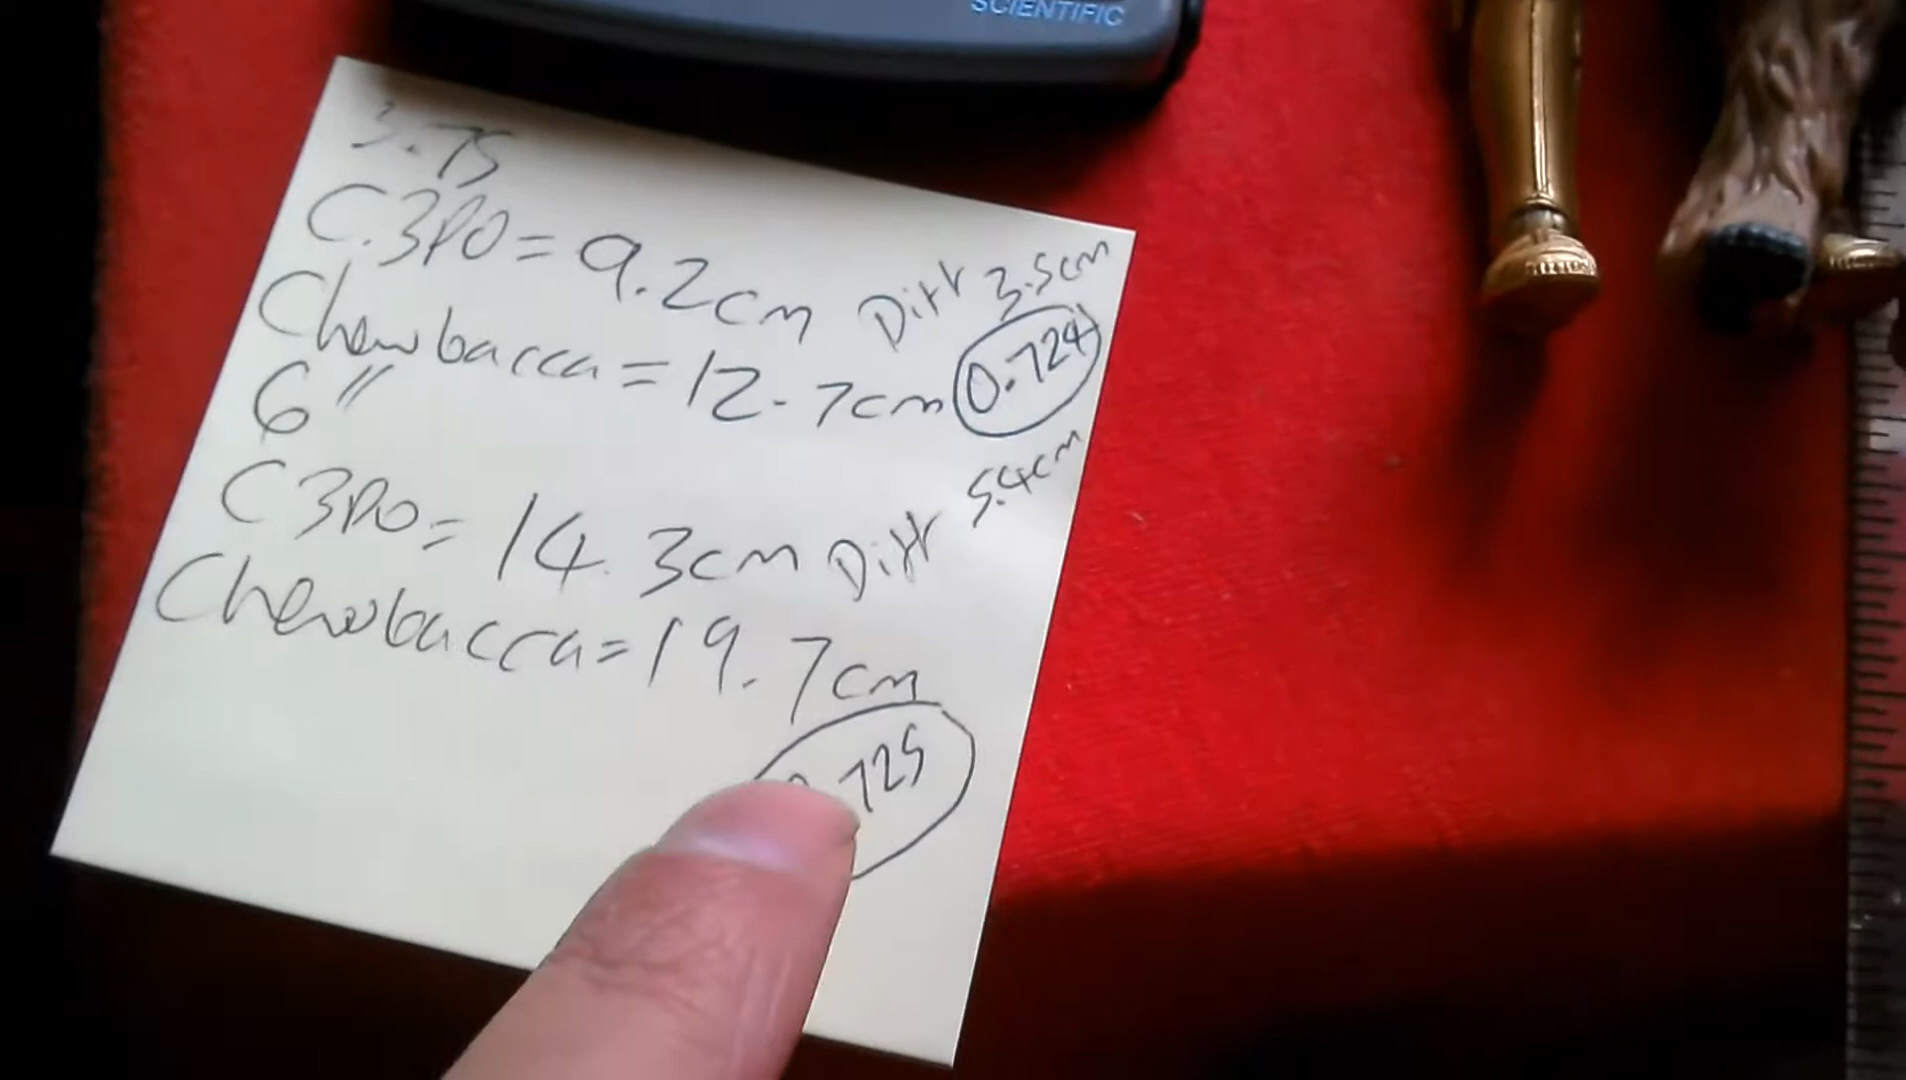 SCIENTIFIC
3.75
C.3PO = 9.2cm Diff 3.5cm
Chewbacca = 12.7cm 0.724
6"
C3PO = 14.3cm Diff 5.4cm
Chewbacca = 19.7cm
.725